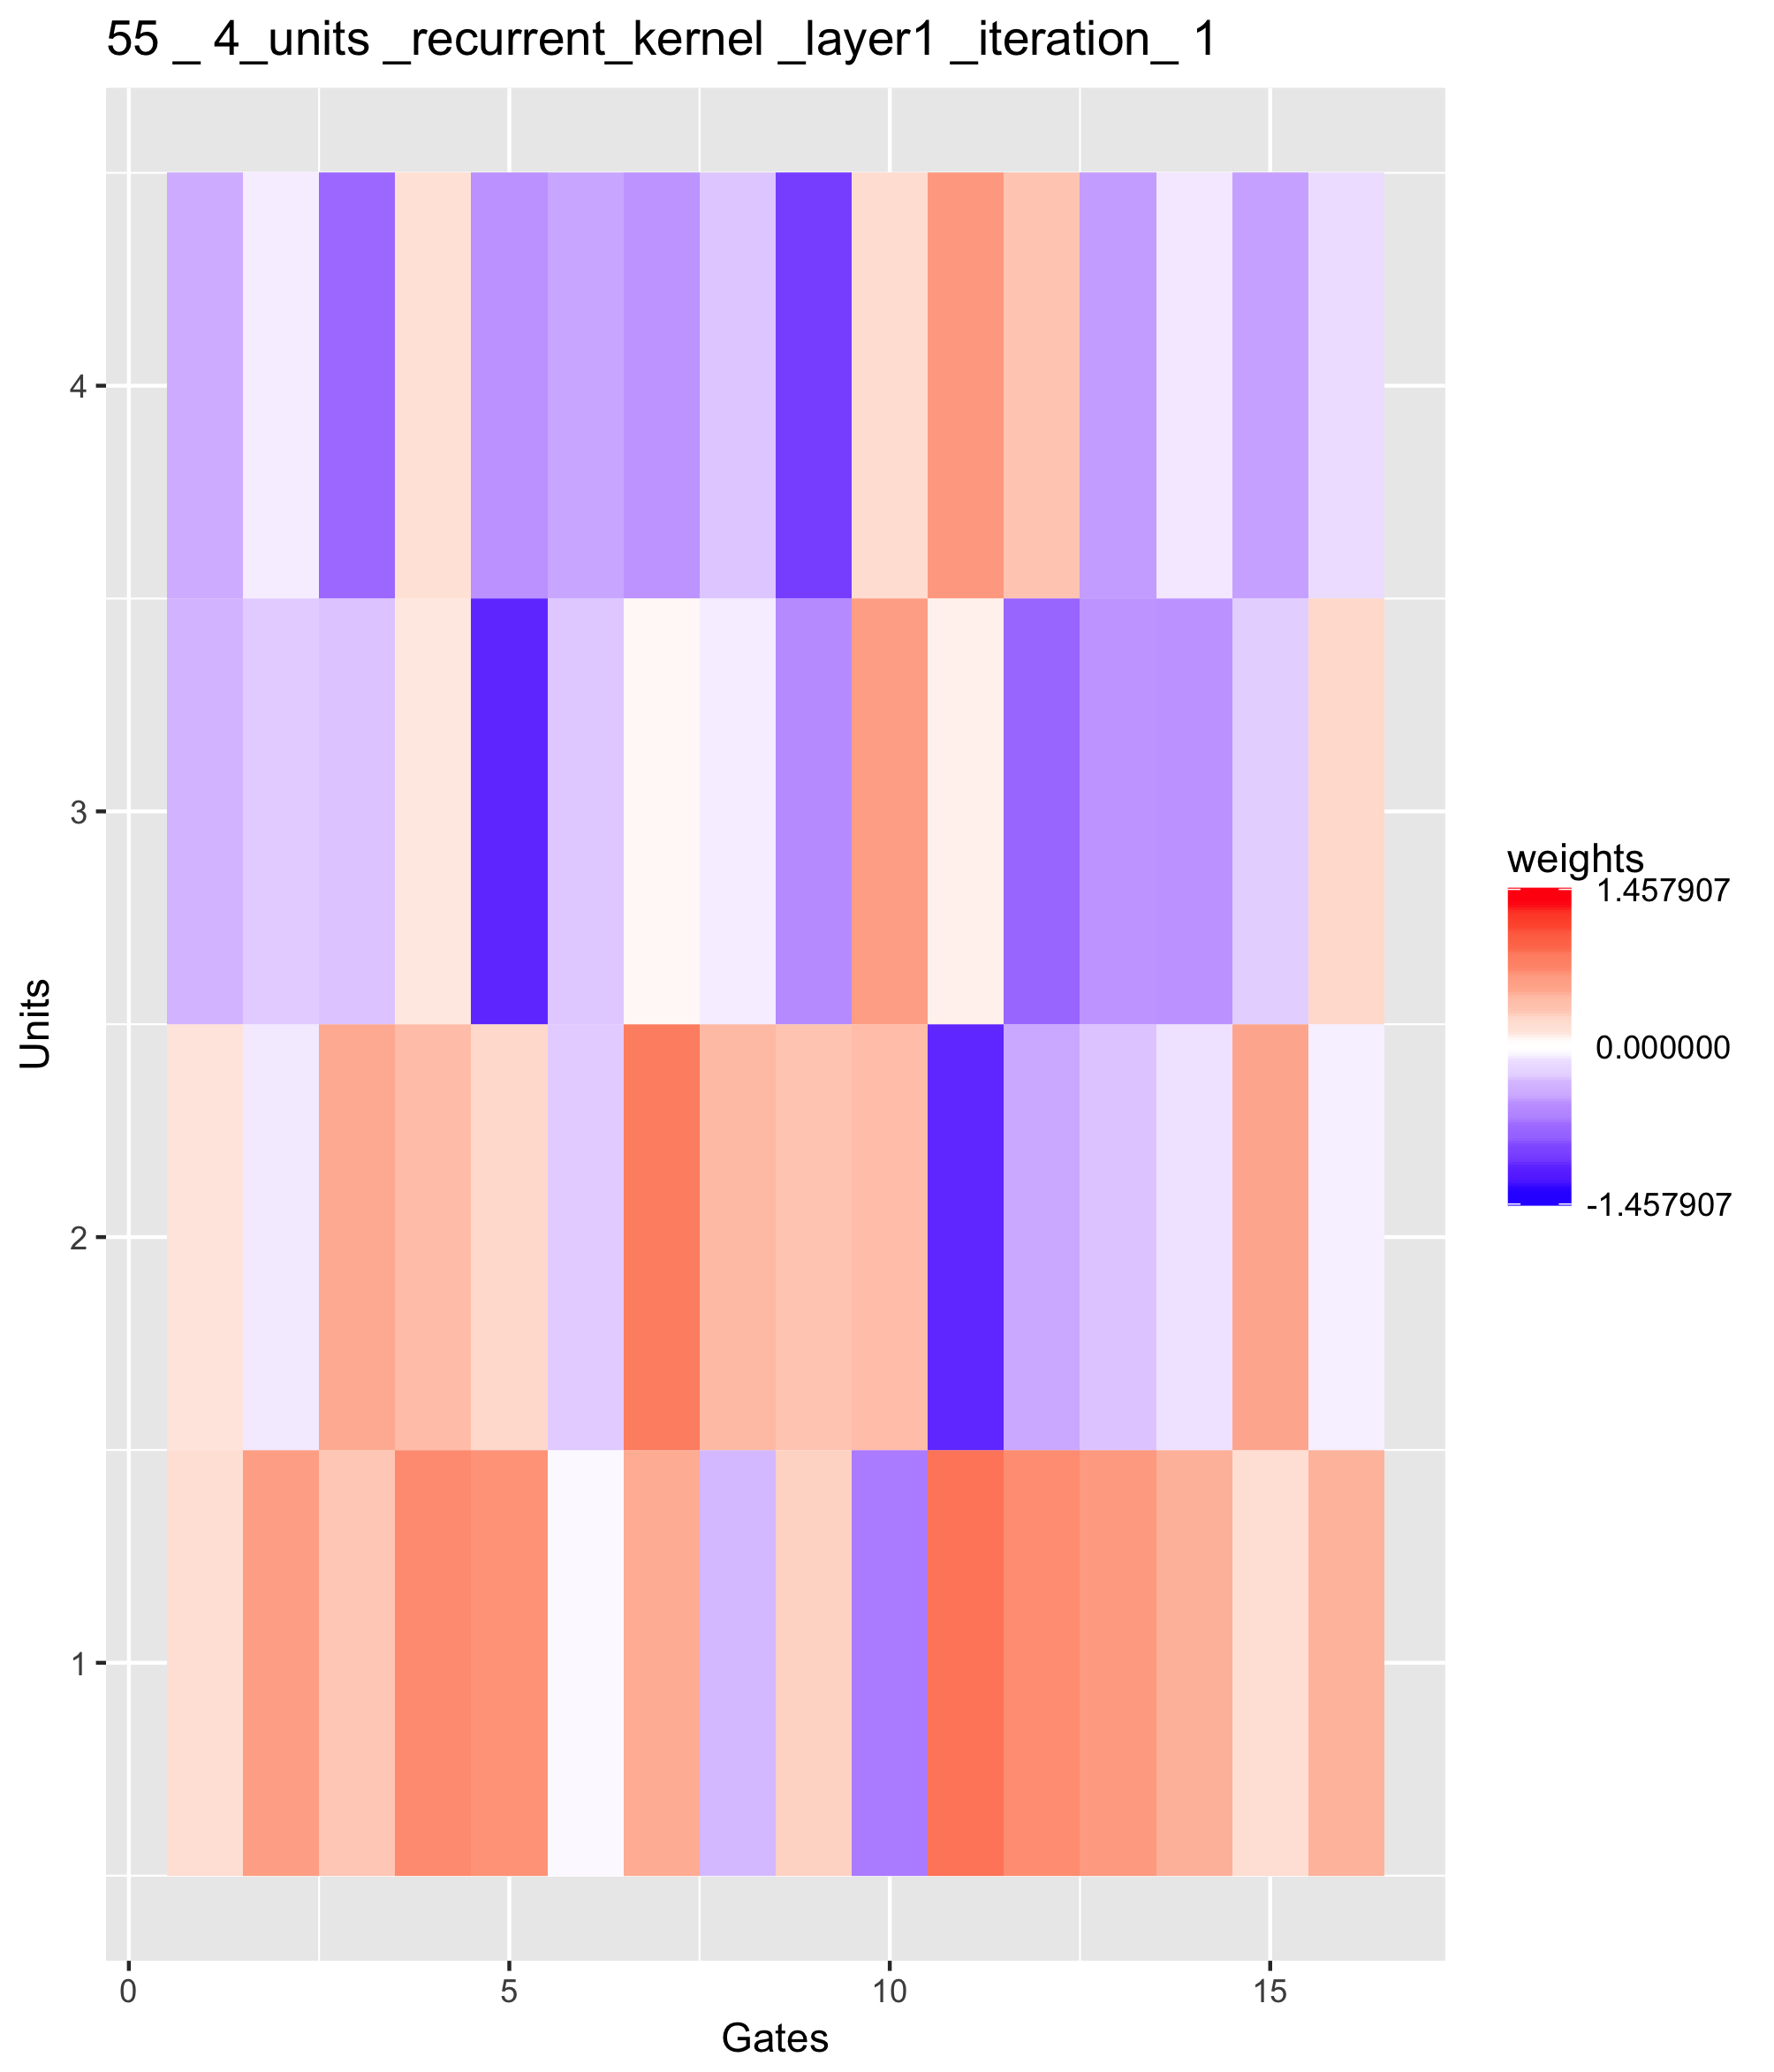 55 _ 4_units _recurrent_kernel _layer1 _iteration_ 1
4
3
2
1
Units
0 5 10 15
Gates
weights
1.457907
0.000000
-1.457907